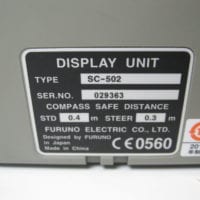 DISPLAY UNIT
TYPE SC-502
SER.NO. 029363
COMPASS SAFE DISTANCE
STD 0.4 m STEER 0.3 m
FURUNO ELECTRIC CO., LTD.
Designed by FURUNO
in Japan
Made in Japan
CE0560